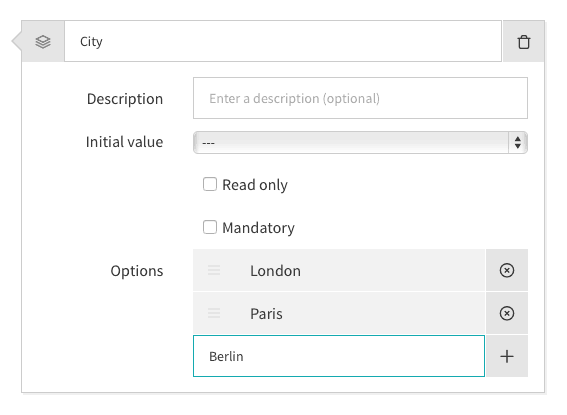 City
Description
Enter a description (optional)
Initial value
---
Read only
Mandatory
Options
London
Paris
Berlin